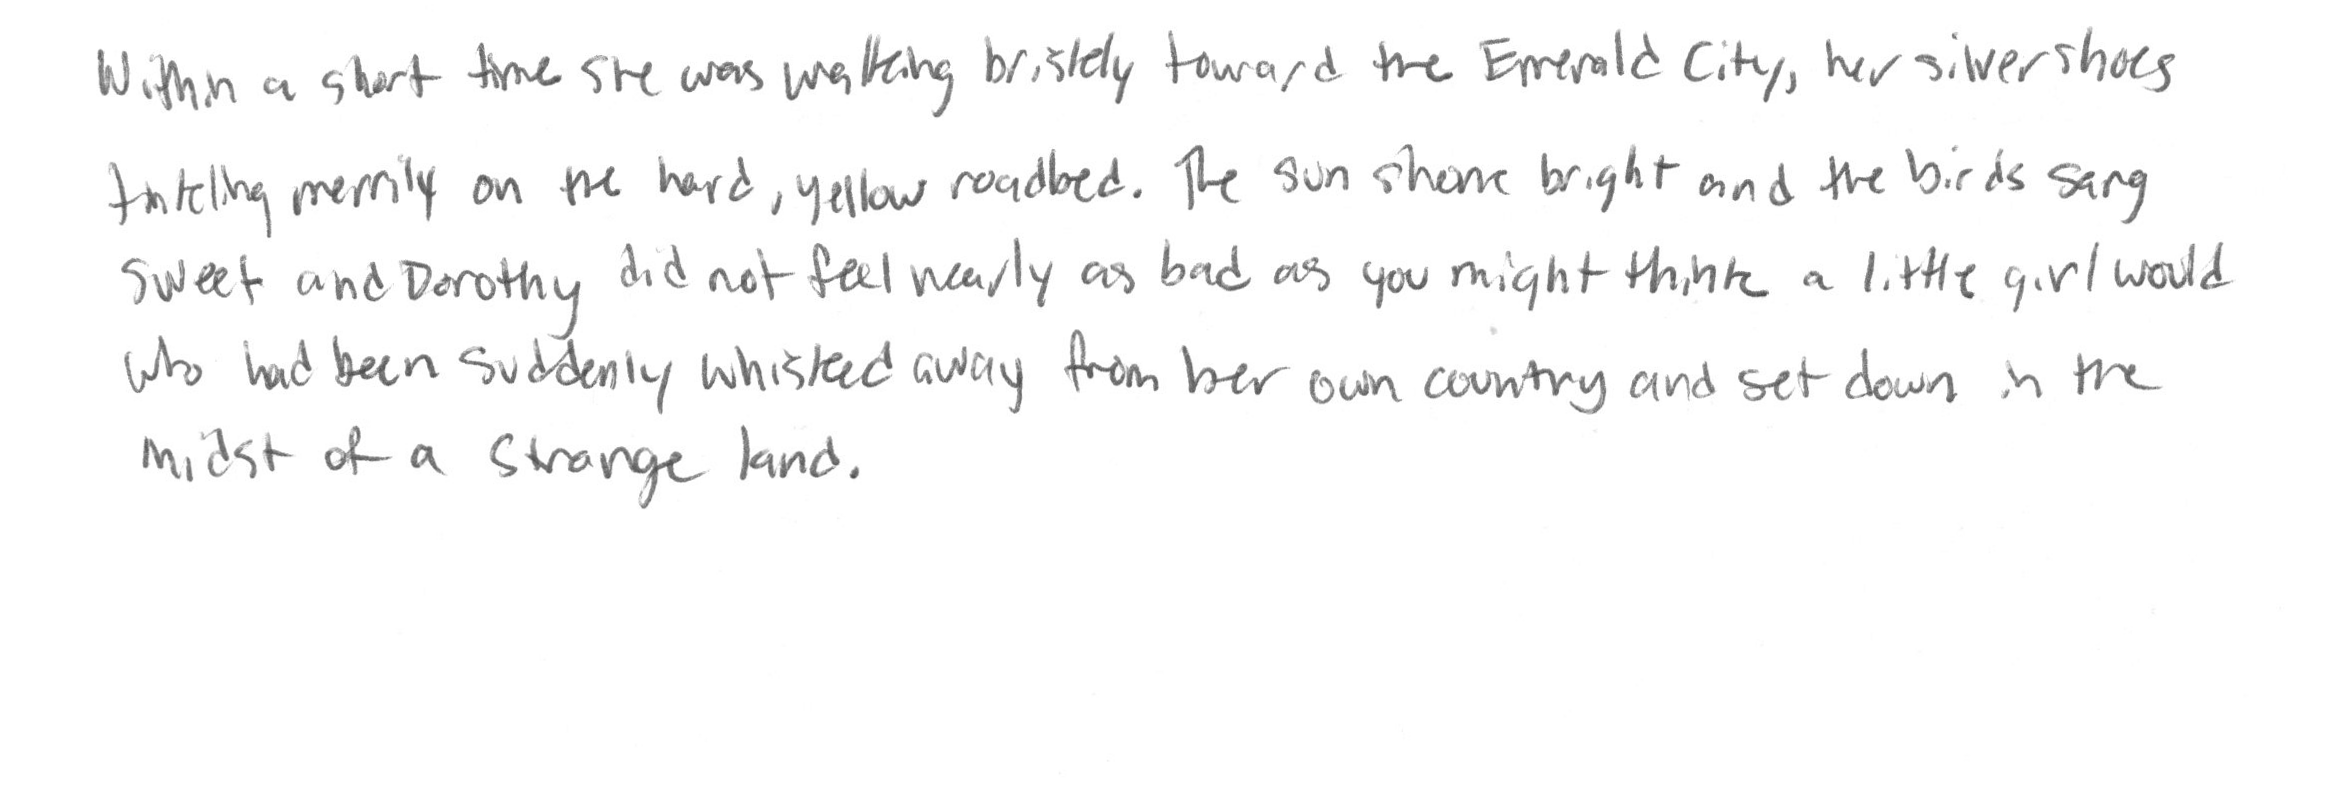 Within a short time she was walking briskly toward the Emerald City, her silver shoes
tinkling merrily on the hard, yellow roadbed. The sun shone bright and the birds sang
sweet and Dorothy did not feel nearly as bad as you might think a little girl would
who had been suddenly whisked away from her own country and set down in the
midst of a strange land.